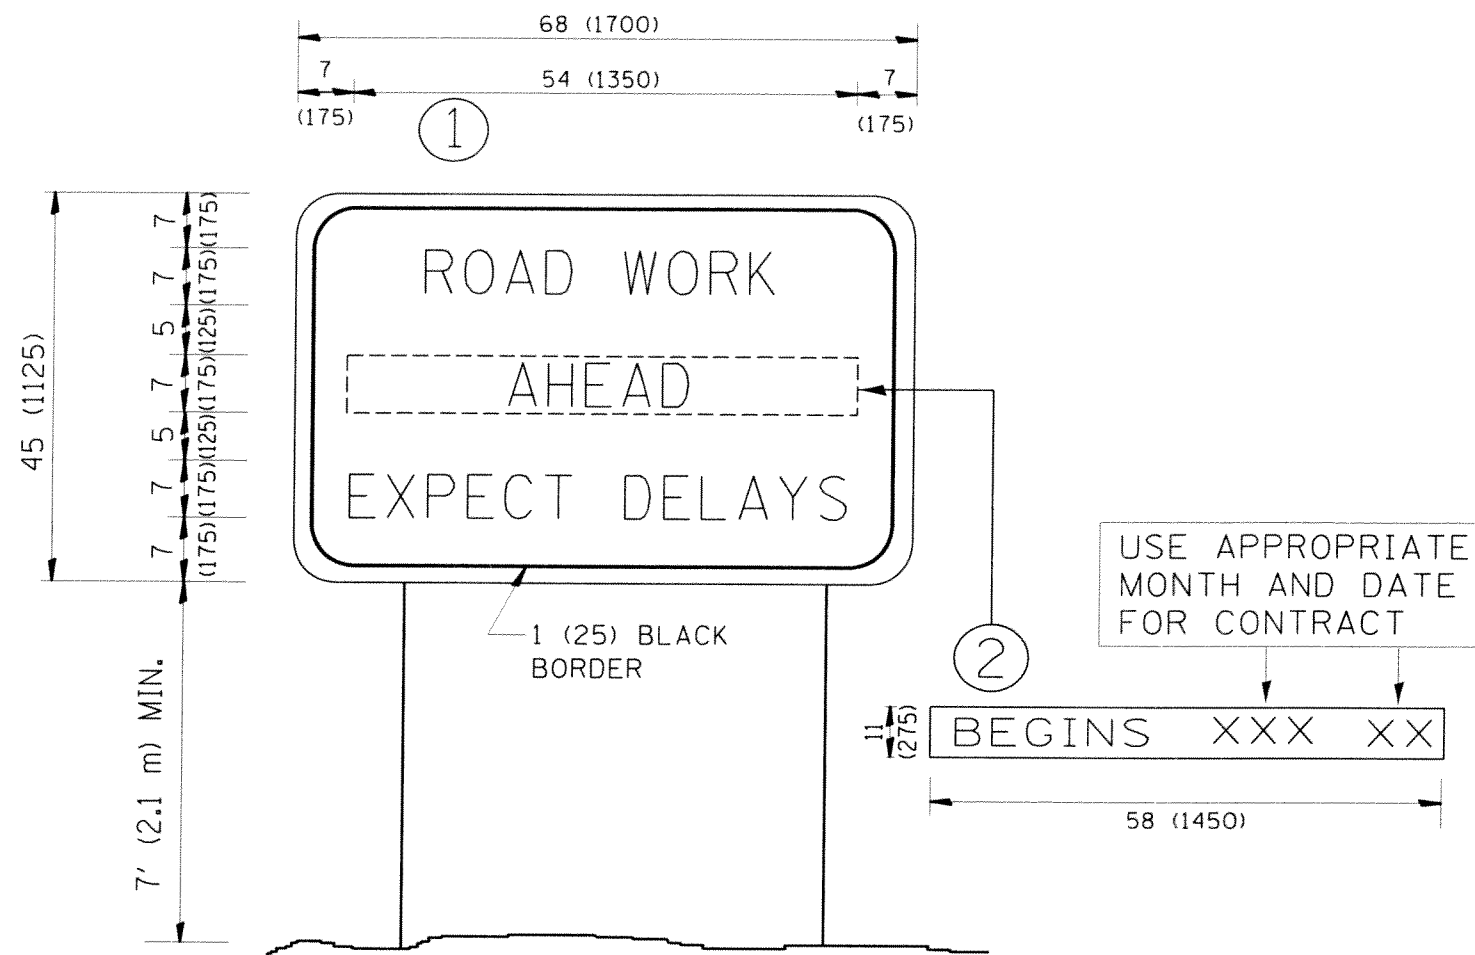 68 (1700)
7
54 (1350)
7
(175)
(175)
1
45 (1125)
7
(175)
7
(175)
5
(125)
7
(175)
5
(125)
7
(175)
7
(175)
ROAD WORK
AHEAD
EXPECT DELAYS
1 (25) BLACK
BORDER
7' (2.1 m) MIN.
USE APPROPRIATE
MONTH AND DATE
FOR CONTRACT
2
11
(275)
BEGINS XXX XX
58 (1450)